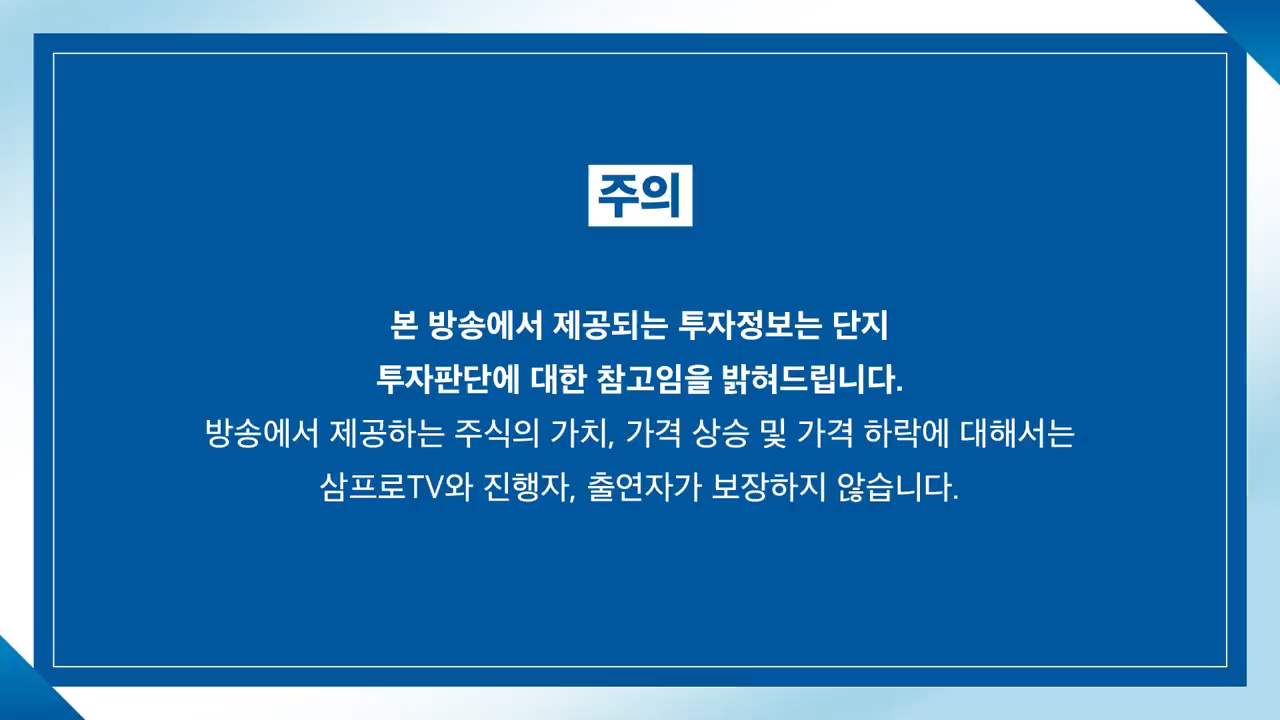 주의
본 방송에서 제공되는 투자정보는 단지
투자판단에 대한 참고임을 밝혀드립니다.
방송에서 제공하는 주식의 가치, 가격 상승 및 가격 하락에 대해서는
삼프로TV와 진행자, 출연자가 보장하지 않습니다.